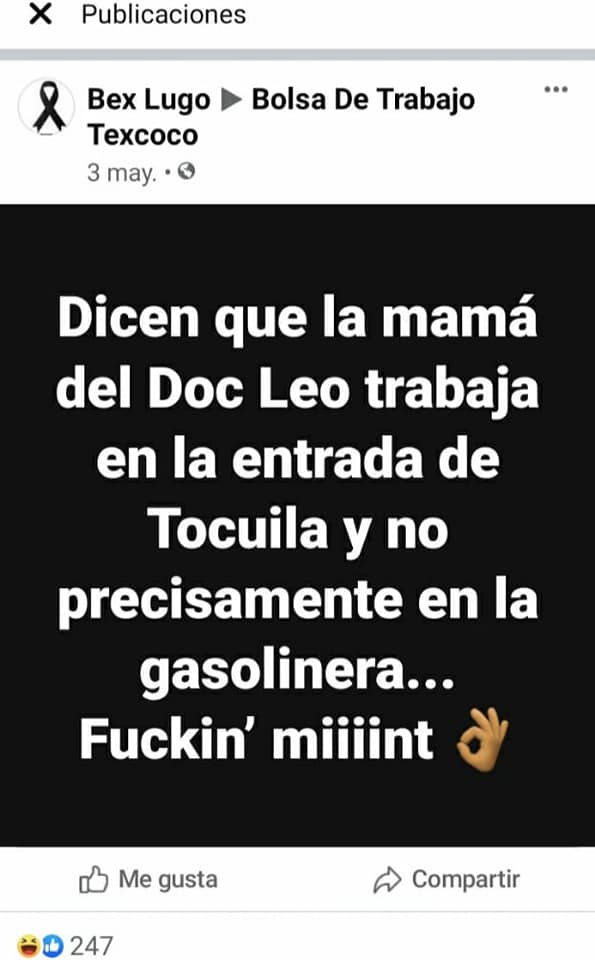 Publicaciones
Bex Lugo ▶ Bolsa De Trabajo
Texcoco
3 may. •
Dicen que la mamá
del Doc Leo trabaja
en la entrada de
Tocuila y no
precisamente en la
gasolinera...
Fuckin’ miiiint 👌🏾
Me gusta
Compartir
247